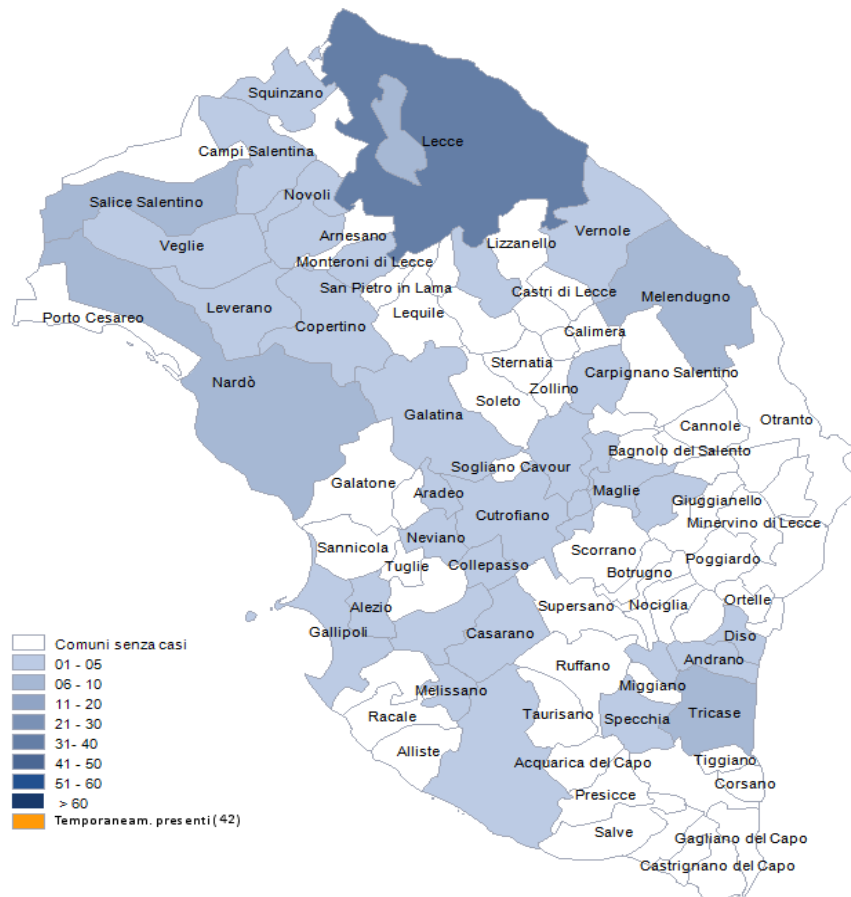 Squinzano
Lecce
Campi Salentina
Novoli
Salice Salentino
Arnesano
Lizzanello
Vernole
Veglie
Monteroni di Lecce
San Pietro in Lama
Castri di Lecce
Melendugno
Leverano
Lequile
Porto Cesareo
Copertino
Calimera
Sternatia
Carpignano Salentino
Nardò
Zollino
Soleto
Galatina
Otranto
Cannole
Bagnolo del Salento
Sogliano Cavour
Galatone
Aradeo
Maglie
Giuggianello
Cutrofiano
Minervino di Lecce
Neviano
Sannicola
Scorrano
Tuglie
Collepasso
Poggiardo
Botrugno
Alezio
Supersano
Nociglia
Ortelle
Gallipoli
Casarano
Diso
Andrano
Ruffano
Miggiano
Melissano
Taurisano
Specchia
Tricase
Racale
Alliste
Acquarica del Capo
Tiggiano
Corsano
Presicce
Salve
Gagliano del Capo
Castrignano del Capo
Comuni senza casi
01 - 05
06 - 10
11 - 20
21 - 30
31- 40
41 - 50
51 - 60
> 60
Temporaneam. presenti (42)